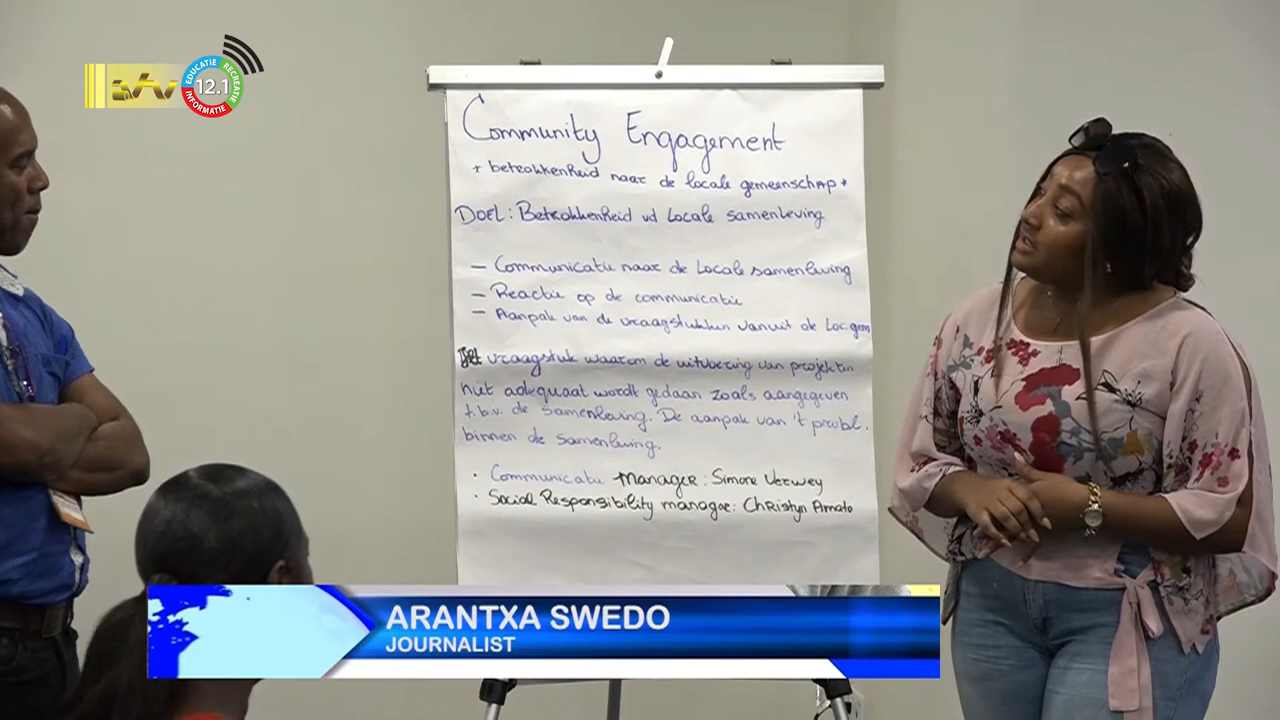 stv
EDUCATIE RECREATIE INFORMATIE
12.1
Community Engagement
+ betrokkenheid naar de locale gemeenschap +
DOEL: Betrokkenheid vd Locale samenleving
- Communicatie naar de Locale samenleving
- Reactie op de communicatie
- Aanpak van de vraagstukken vanuit de Loc.gem
Het vraagstuk waarom de uitvoering van projekten
niet adequaat wordt gedaan zoals aangegeven
t.b.v. de samenleving. De aanpak van 't probl.
binnen de samenleving.
· Communicatie manager: Simone Verwey
· Social Responsibility manager: Christyn Amato
ARANTXA SWEDO
JOURNALIST